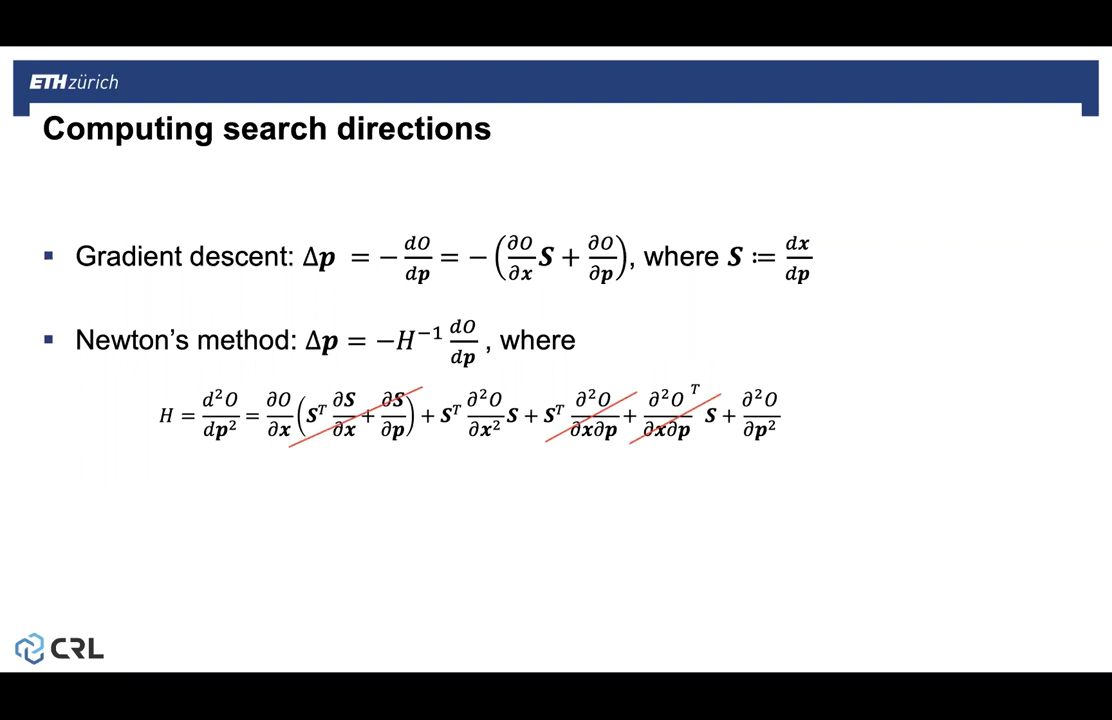 ETH zürich
Computing search directions
▪ Gradient descent: Δp = −dO/dp = −(∂O/∂x S + ∂O/∂p), where S ≔ dx/dp
▪ Newton's method: Δp = −H⁻¹ dO/dp , where
H = d²O/dp² = ∂O/∂x (Sᵀ ∂S/∂x + ∂S/∂p) + Sᵀ ∂²O/∂x² S + Sᵀ ∂²O/∂x∂p + ∂²O/∂x∂p ᵀ S + ∂²O/∂p²
CRL